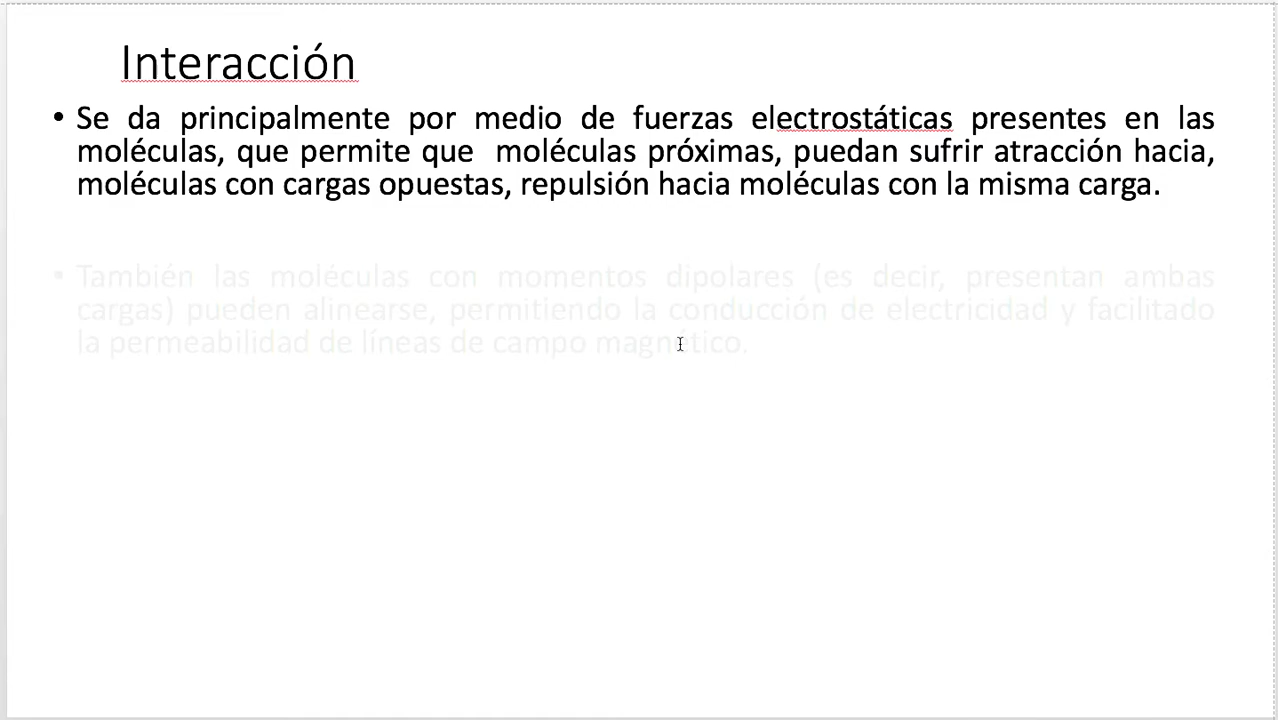 Interacción
• Se da principalmente por medio de fuerzas electrostáticas presentes en las
moléculas, que permite que moléculas próximas, puedan sufrir atracción hacia,
moléculas con cargas opuestas, repulsión hacia moléculas con la misma carga.
• También las moléculas con momentos dipolares (es decir, presentan ambas
cargas) pueden alinearse, permitiendo la conducción de electricidad y facilitado
la permeabilidad de líneas de campo magnético.